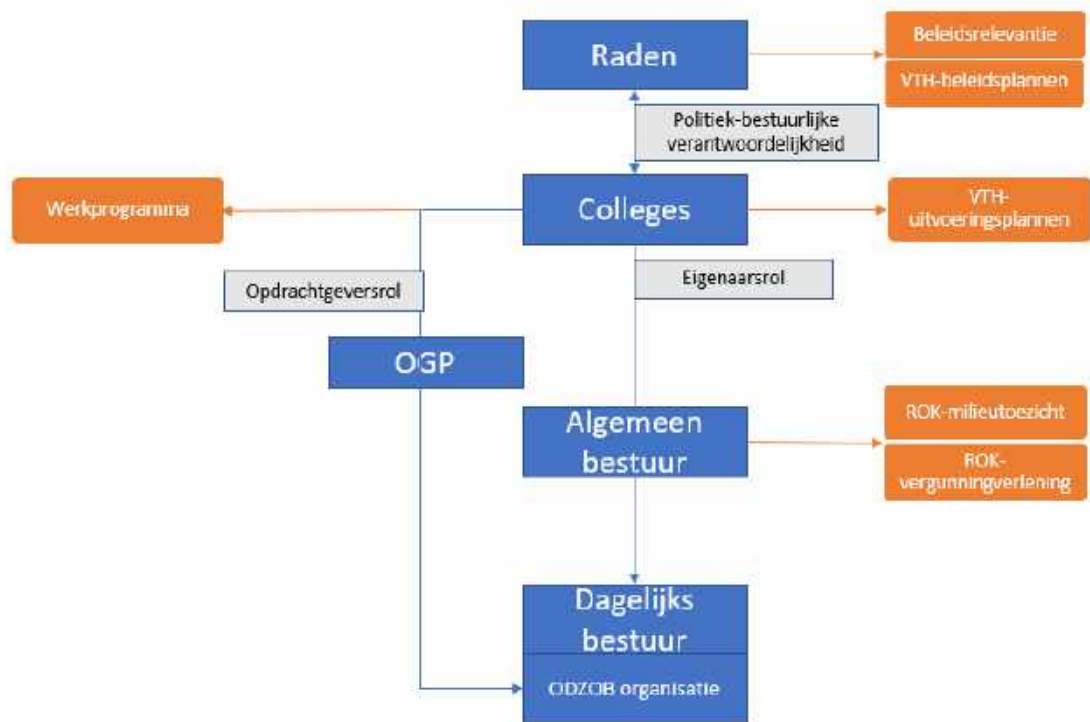 Raden
Beleidsrelevantie
VTH-beleidsplannen
Politiek-bestuurlijke
verantwoordelijkheid
Werkprogramma
Colleges
VTH-
uitvoeringsplannen
Opdrachtgeversrol
Eigenaarsrol
OGP
Algemeen
bestuur
ROK-milieutoezicht
ROK-
vergunningverlening
Dagelijks
bestuur
ODZOB organisatie